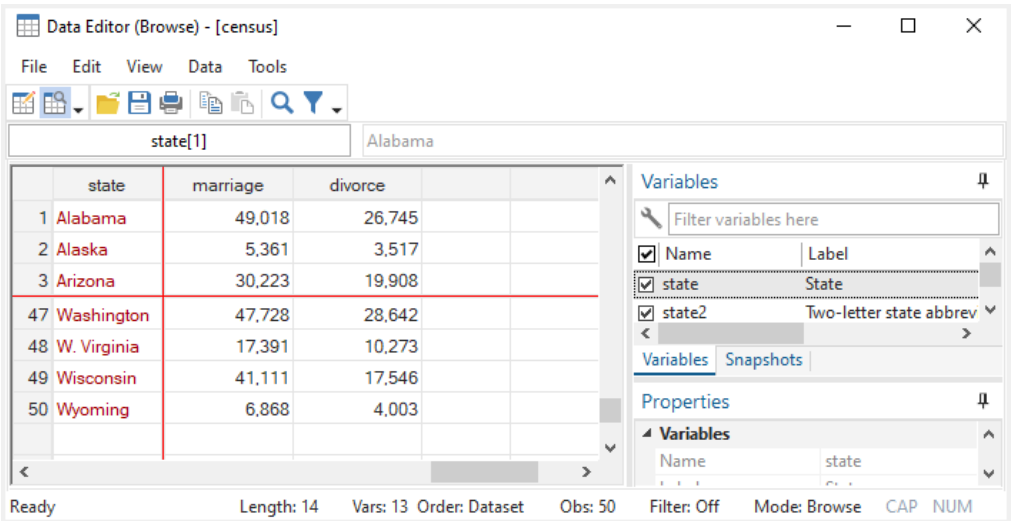 Data Editor (Browse) - [census]
File Edit View Data Tools
state[1] Alabama
state marriage divorce
1 Alabama 49,018 26,745
2 Alaska 5,361 3,517
3 Arizona 30,223 19,908
47 Washington 47,728 28,642
48 W. Virginia 17,391 10,273
49 Wisconsin 41,111 17,546
50 Wyoming 6,868 4,003
Variables
Filter variables here
Name Label
state State
state2 Two-letter state abbrev
Variables Snapshots
Properties
Variables
Name state
Ready Length: 14 Vars: 13 Order: Dataset Obs: 50 Filter: Off Mode: Browse CAP NUM